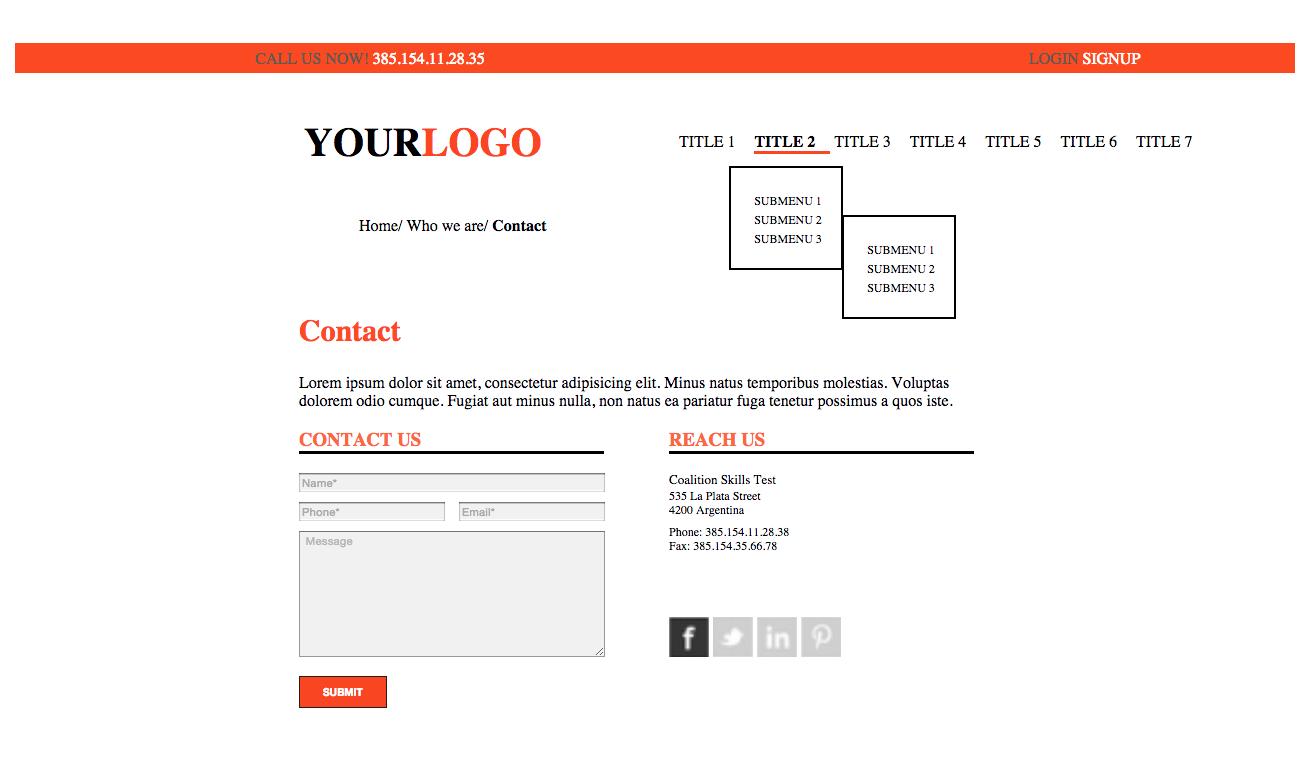 CALL US NOW! 385.154.11.28.35
LOGIN SIGNUP
YOURLOGO
TITLE 1 TITLE 2 TITLE 3 TITLE 4 TITLE 5 TITLE 6 TITLE 7
SUBMENU 1
SUBMENU 2
SUBMENU 3
SUBMENU 1
SUBMENU 2
SUBMENU 3
Home/ Who we are/ Contact
Contact
Lorem ipsum dolor sit amet, consectetur adipisicing elit. Minus natus temporibus molestias. Voluptas
dolorem odio cumque. Fugiat aut minus nulla, non natus ea pariatur fuga tenetur possimus a quos iste.
CONTACT US
Name*
Phone*
Email*
Message
SUBMIT
REACH US
Coalition Skills Test
535 La Plata Street
4200 Argentina
Phone: 385.154.11.28.38
Fax: 385.154.35.66.78
f
in